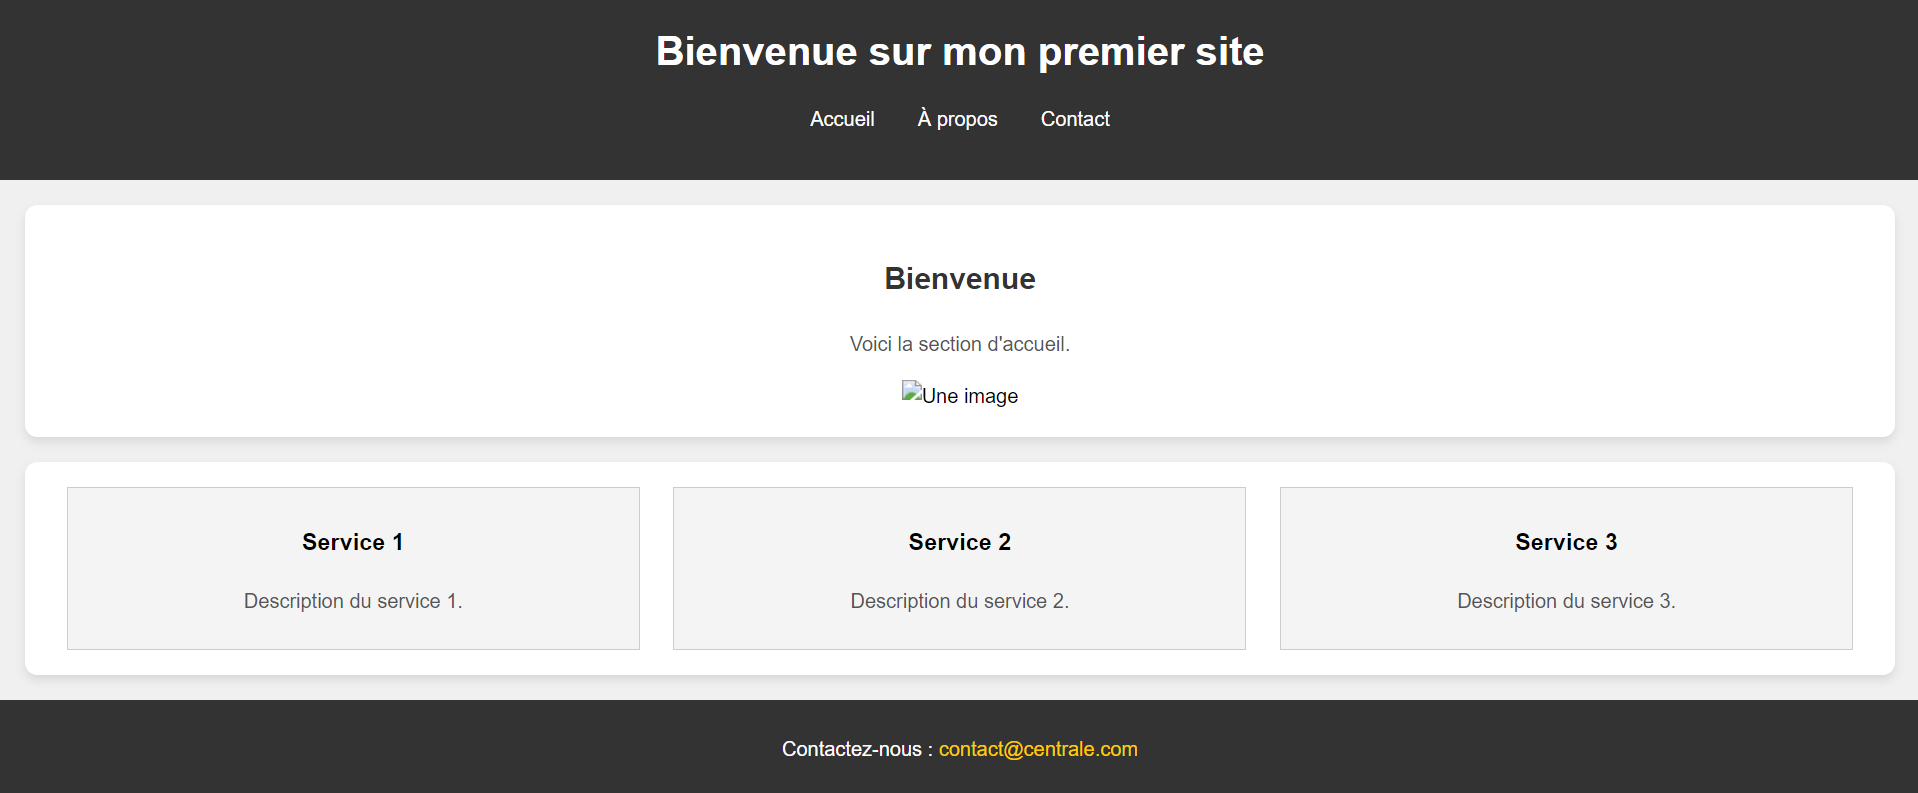 Bienvenue sur mon premier site
Accueil À propos Contact
Bienvenue
Voici la section d'accueil.
Une image
Service 1
Description du service 1.
Service 2
Description du service 2.
Service 3
Description du service 3.
Contactez-nous : contact@centrale.com